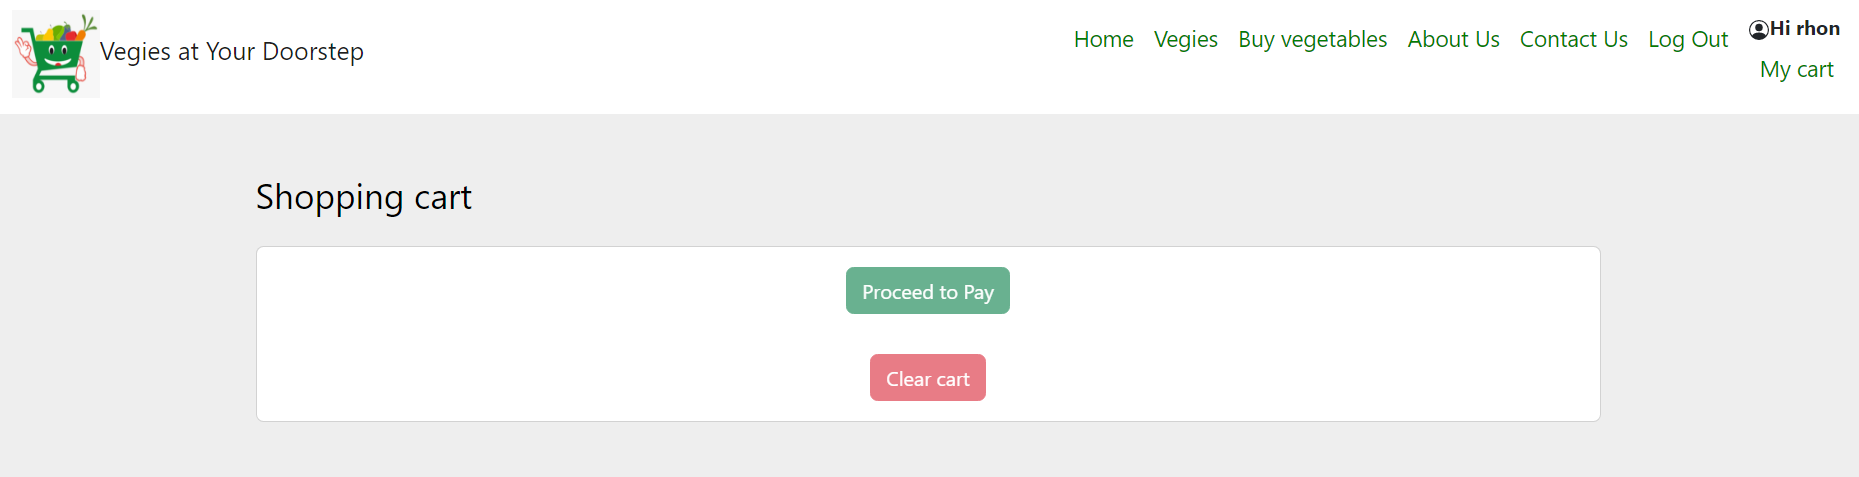 Vegies at Your Doorstep
Home Vegies Buy vegetables About Us Contact Us Log Out Hi rhon
My cart
Shopping cart
Proceed to Pay
Clear cart